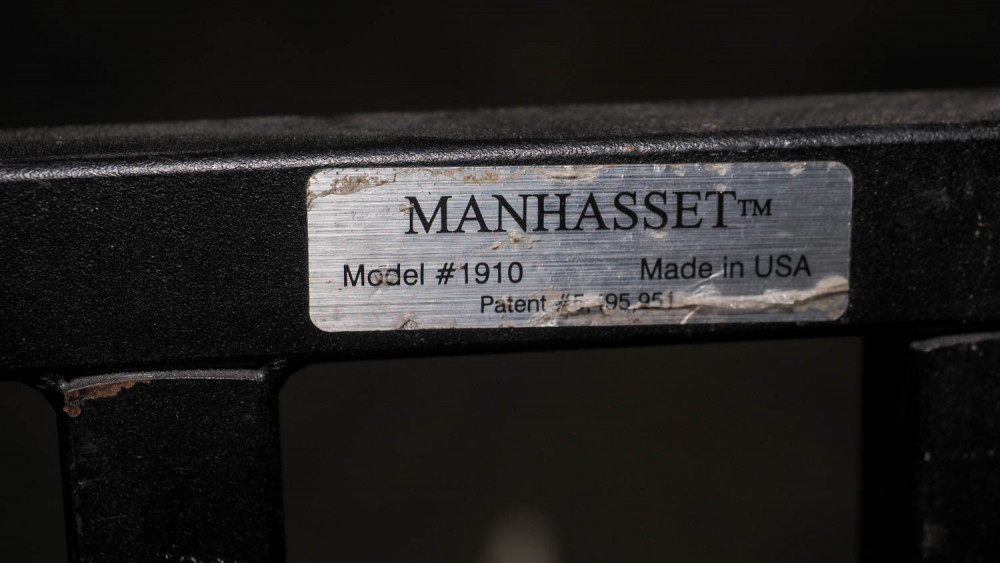 MANHASSET™
Model #1910 Made in USA
Patent